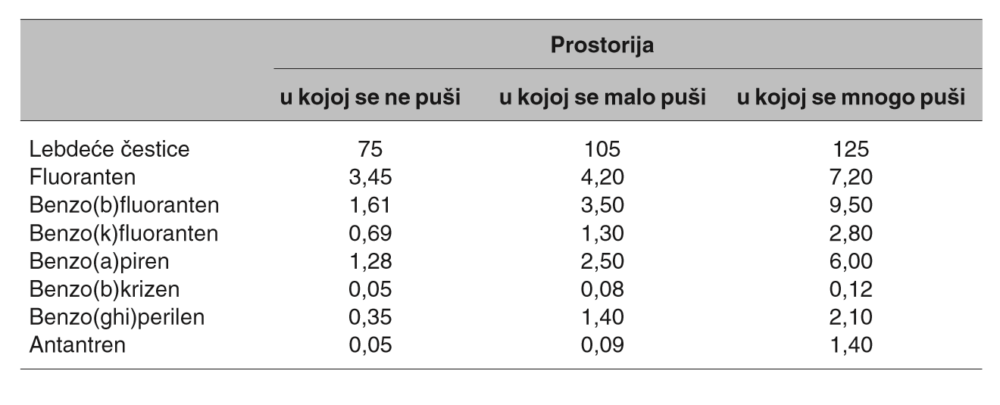 Prostorija
u kojoj se ne puši u kojoj se malo puši u kojoj se mnogo puši
Lebdeće čestice 75 105 125
Fluoranten 3,45 4,20 7,20
Benzo(b)fluoranten 1,61 3,50 9,50
Benzo(k)fluoranten 0,69 1,30 2,80
Benzo(a)piren 1,28 2,50 6,00
Benzo(b)krizen 0,05 0,08 0,12
Benzo(ghi)perilen 0,35 1,40 2,10
Antantren 0,05 0,09 1,40